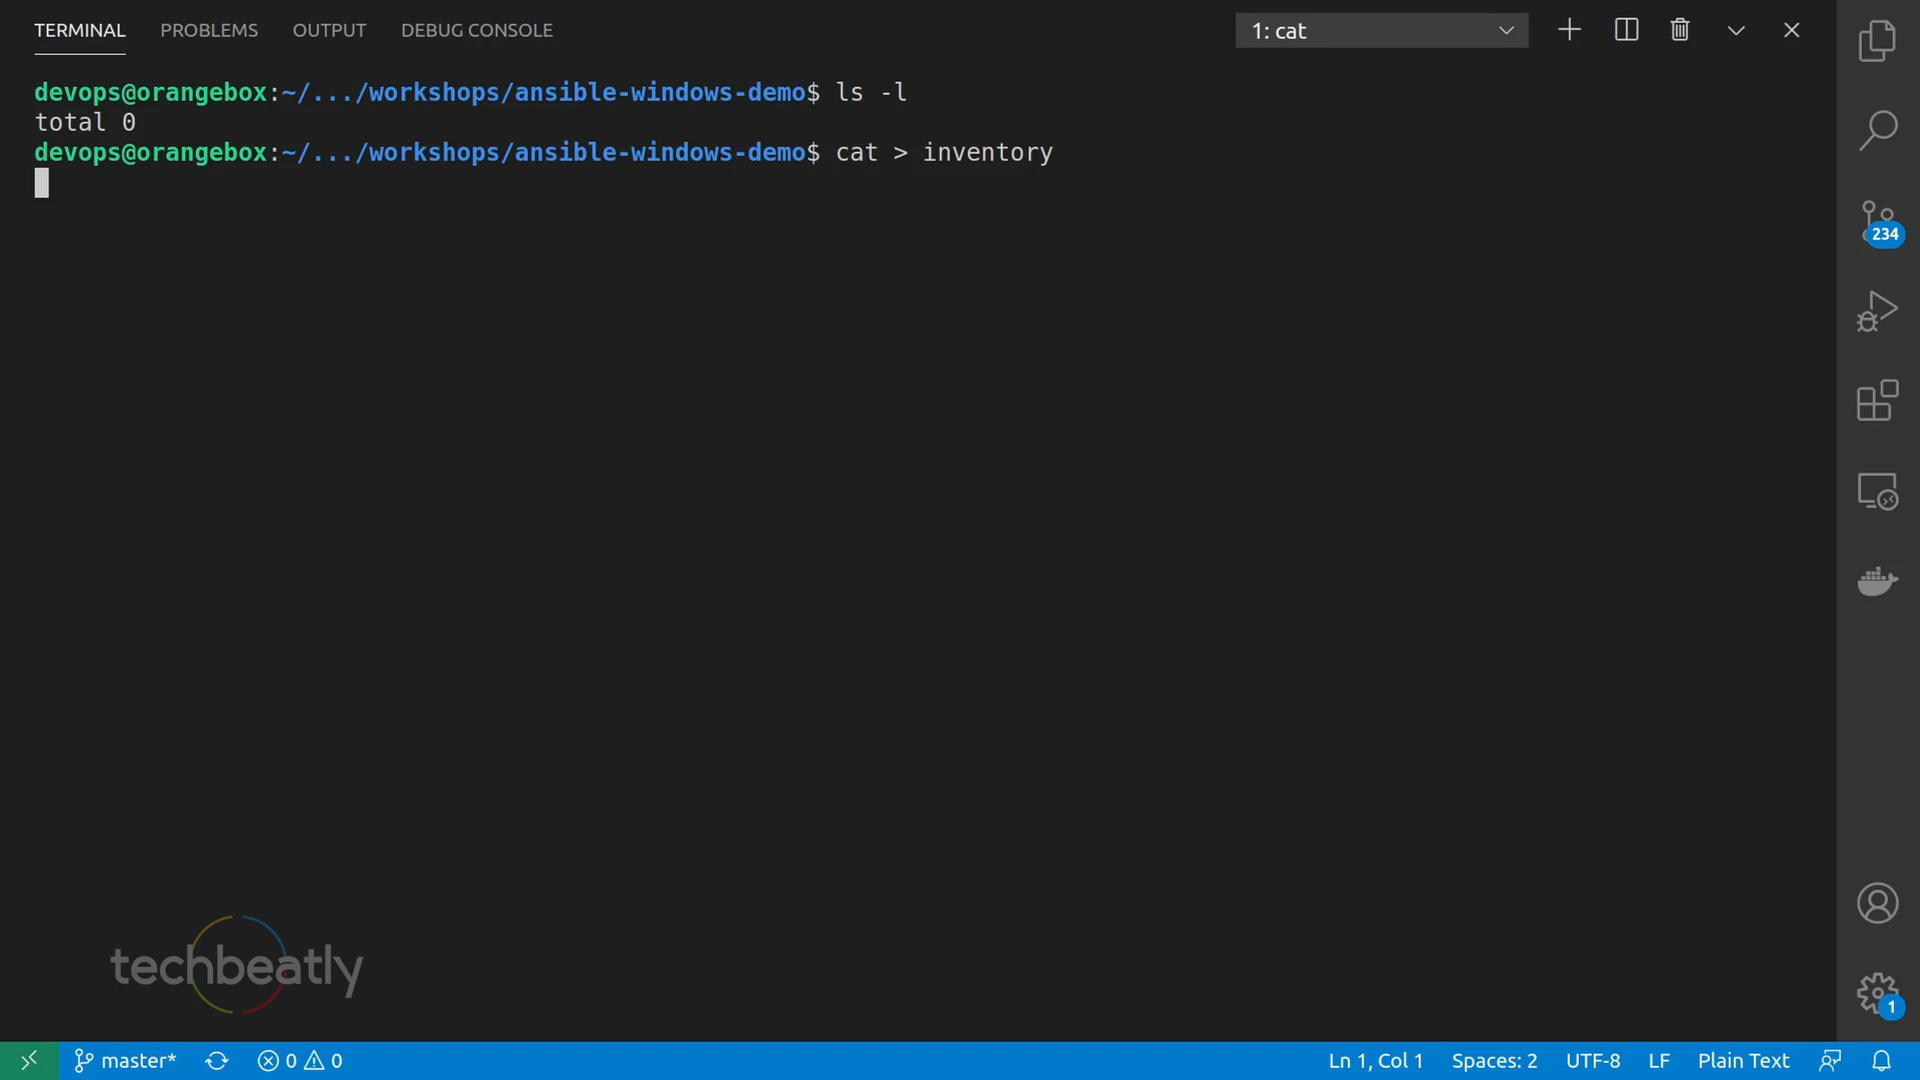 TERMINAL PROBLEMS OUTPUT DEBUG CONSOLE 1: cat
devops@orangebox:~/.../workshops/ansible-windows-demo$ ls -l
total 0
devops@orangebox:~/.../workshops/ansible-windows-demo$ cat > inventory
234
techbeatly
1
master* 0 0 Ln 1, Col 1 Spaces: 2 UTF-8 LF Plain Text